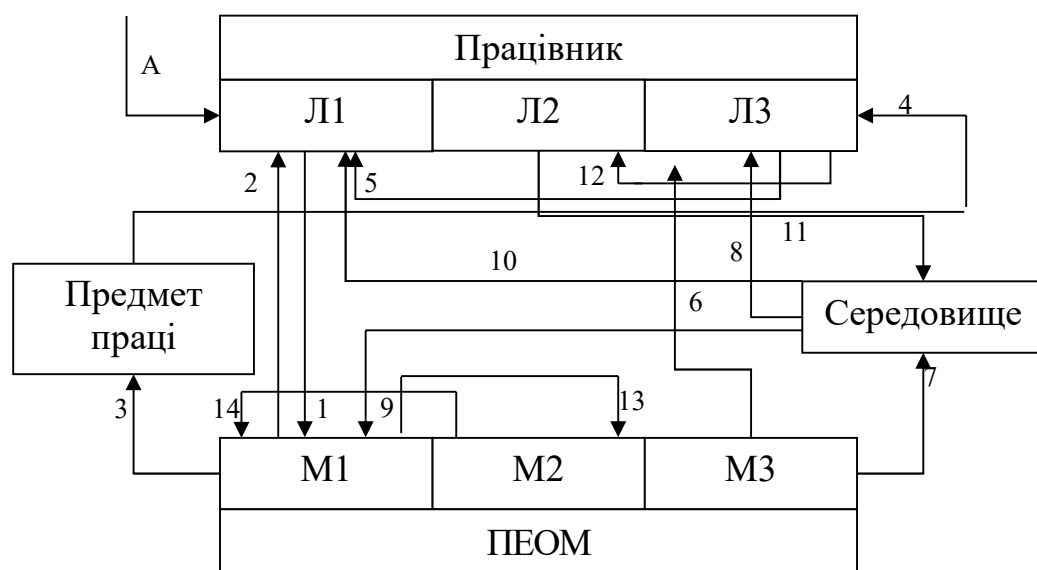 Працівник
А
Л1 Л2 Л3
4
2 5 12
11
10 8
Предмет
праці
6
Середовище
7
3 14 1 9 13
М1 М2 М3
ПЕОМ